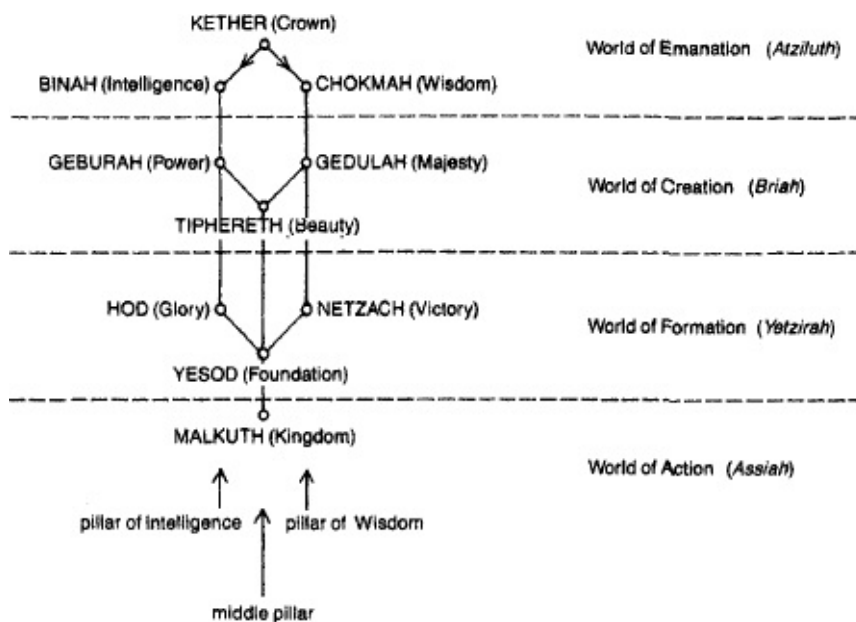 KETHER (Crown)
World of Emanation (Atziluth)
BINAH (Intelligence)
CHOKMAH (Wisdom)
GEBURAH (Power)
GEDULAH (Majesty)
World of Creation (Briah)
TIPHERETH (Beauty)
HOD (Glory)
NETZACH (Victory)
World of Formation (Yetzirah)
YESOD (Foundation)
MALKUTH (Kingdom)
World of Action (Assiah)
pillar of Intelligence
pillar of Wisdom
middle pillar